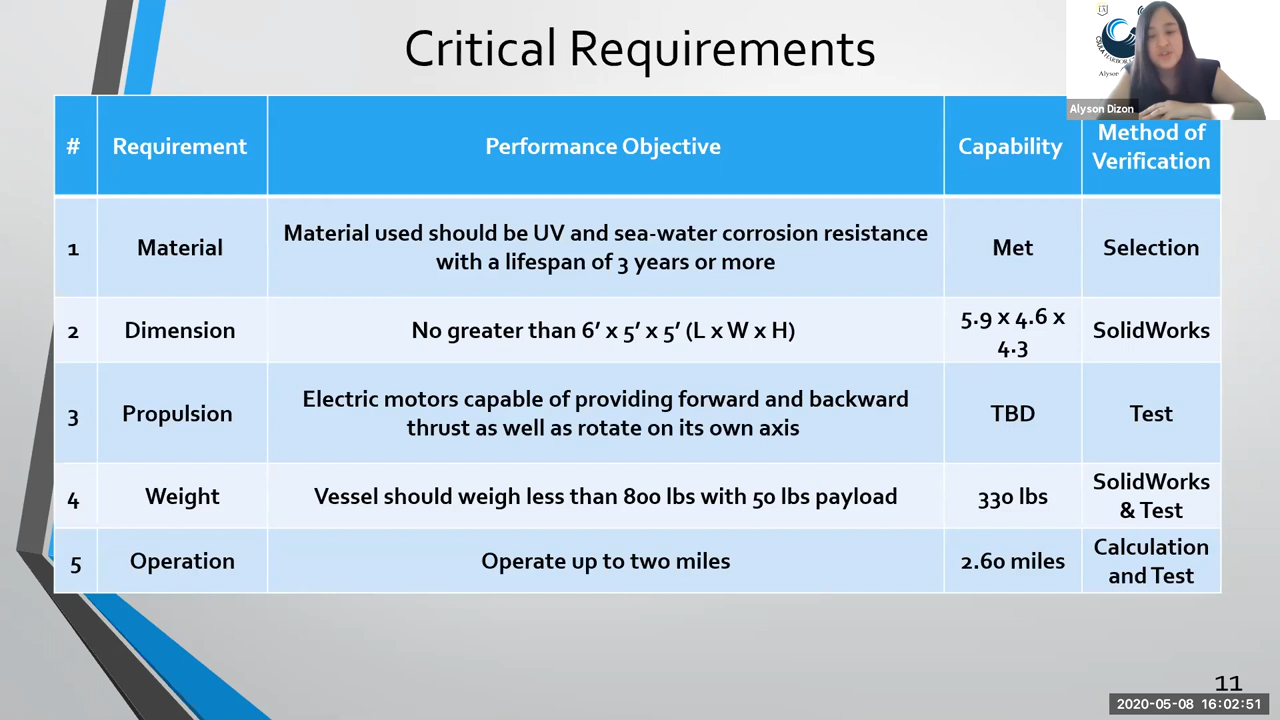 Critical Requirements
Alyson Dizon
#
Requirement
Performance Objective
Capability
Method of
Verification
1
Material
Material used should be UV and sea-water corrosion resistance
with a lifespan of 3 years or more
Met
Selection
2
Dimension
No greater than 6’ x 5’ x 5’ (L x W x H)
5.9 x 4.6 x
4.3
SolidWorks
3
Propulsion
Electric motors capable of providing forward and backward
thrust as well as rotate on its own axis
TBD
Test
4
Weight
Vessel should weigh less than 800 lbs with 50 lbs payload
330 lbs
SolidWorks
& Test
5
Operation
Operate up to two miles
2.60 miles
Calculation
and Test
11
2020-05-08 16:02:51